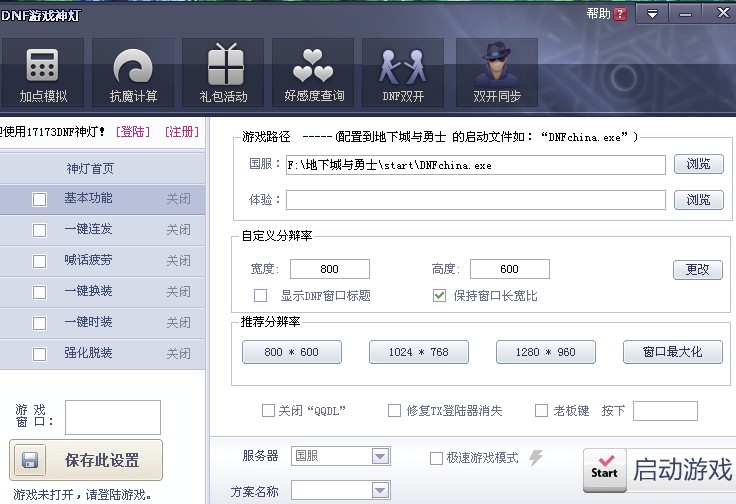 DNF游戏神灯
帮助 ?
加点模拟
抗魔计算
礼包活动
好感度查询
DNF双开
双开同步
使用17173DNF神灯! [登陆] [注册]
神灯首页
基本功能 关闭
一键连发 关闭
喊话疲劳 关闭
一键换装 关闭
一键时装 关闭
强化脱装 关闭
游 戏
窗 口:
保存此设置
游戏未打开,请登陆游戏。
游戏路径 -----(配置到地下城与勇士 的启动文件如:“DNFchina.exe”)
国服: F:\地下城与勇士\start\DNFchina.exe 浏览
体验: 浏览
自定义分辩率
宽度: 800 高度: 600 更改
显示DNF窗口标题 保持窗口长宽比
推荐分辩率
800 * 600 1024 * 768 1280 * 960 窗口最大化
关闭“QQDL” 修复TX登陆器消失 老板键 按下
服务器 国服 极速游戏模式
方案名称
Start 启动游戏